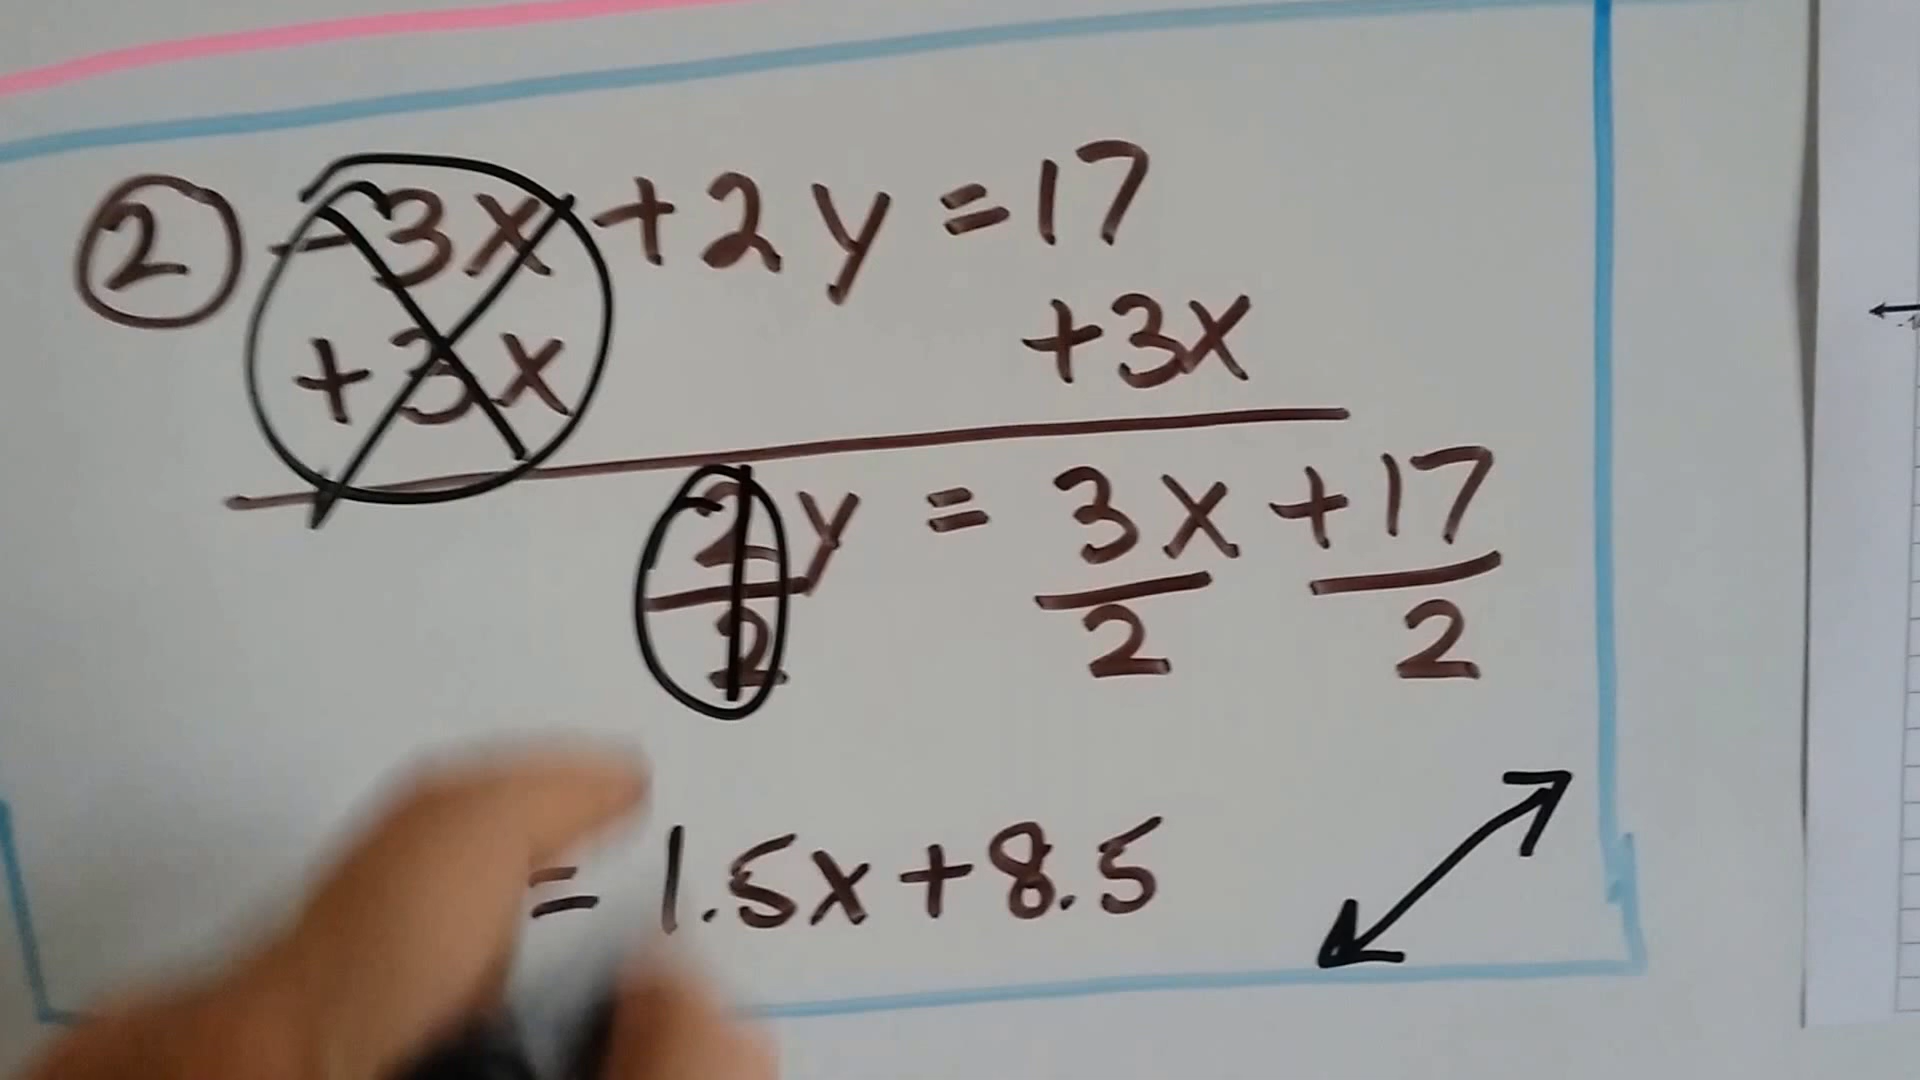 ② -3x +2y =17
+3x +3x
2y = 3x +17
2 2 2
= 1.5x+8.5